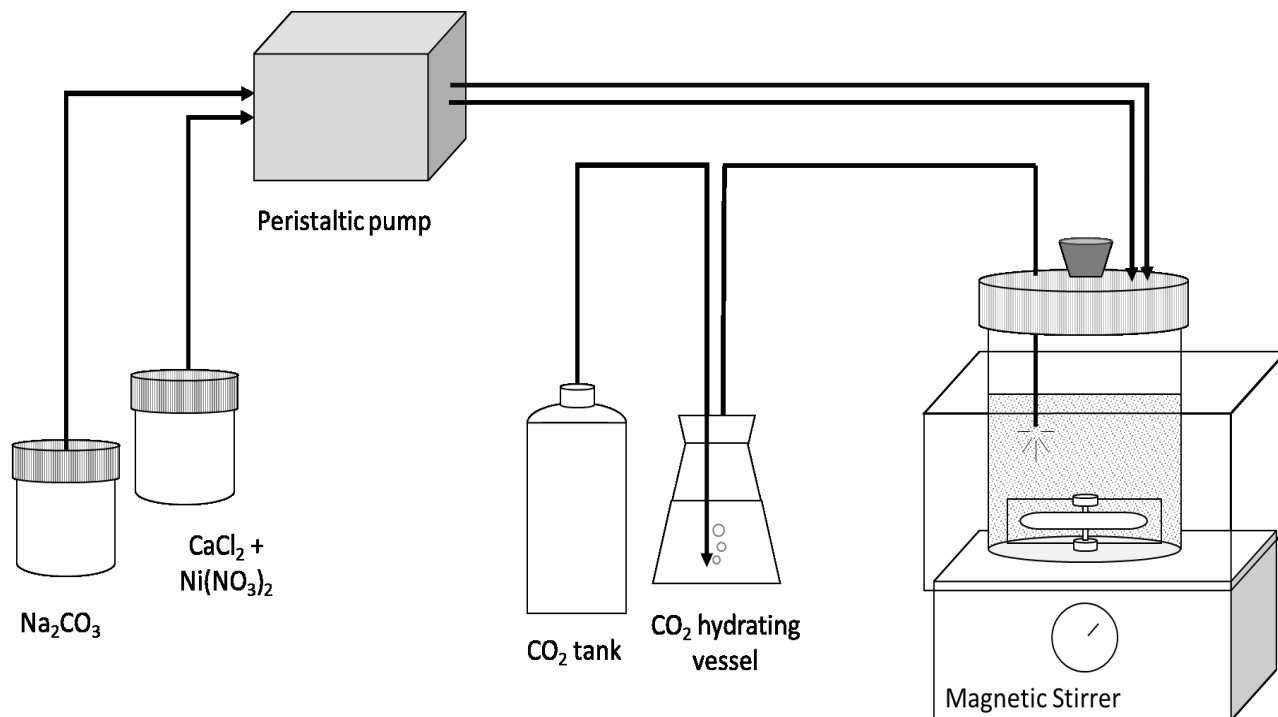 Peristaltic pump
CaCl₂ +
Ni(NO₃)₂
Na₂CO₃
CO₂ tank
CO₂ hydrating
vessel
Magnetic Stirrer